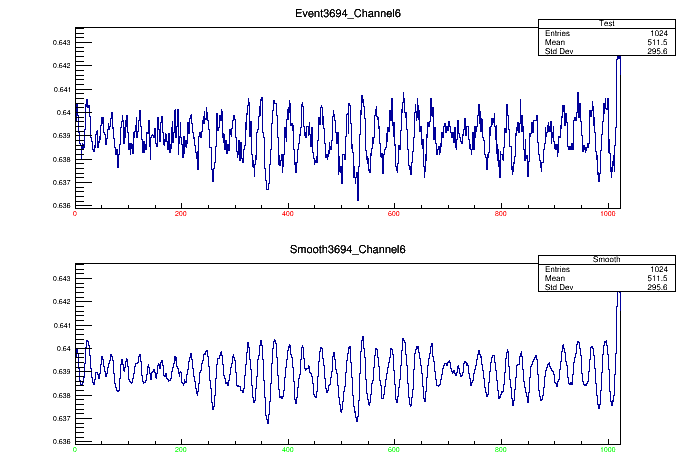 Event3694_Channel6
Test
Entries 1024
Mean 511.5
Std Dev 295.6
0.643
0.642
0.641
0.64
0.639
0.638
0.637
0.636
0 200 400 600 800 1000
Smooth3694_Channel6
Smooth
Entries 1024
Mean 511.5
Std Dev 295.6
0.643
0.642
0.641
0.64
0.639
0.638
0.637
0.636
0 200 400 600 800 1000